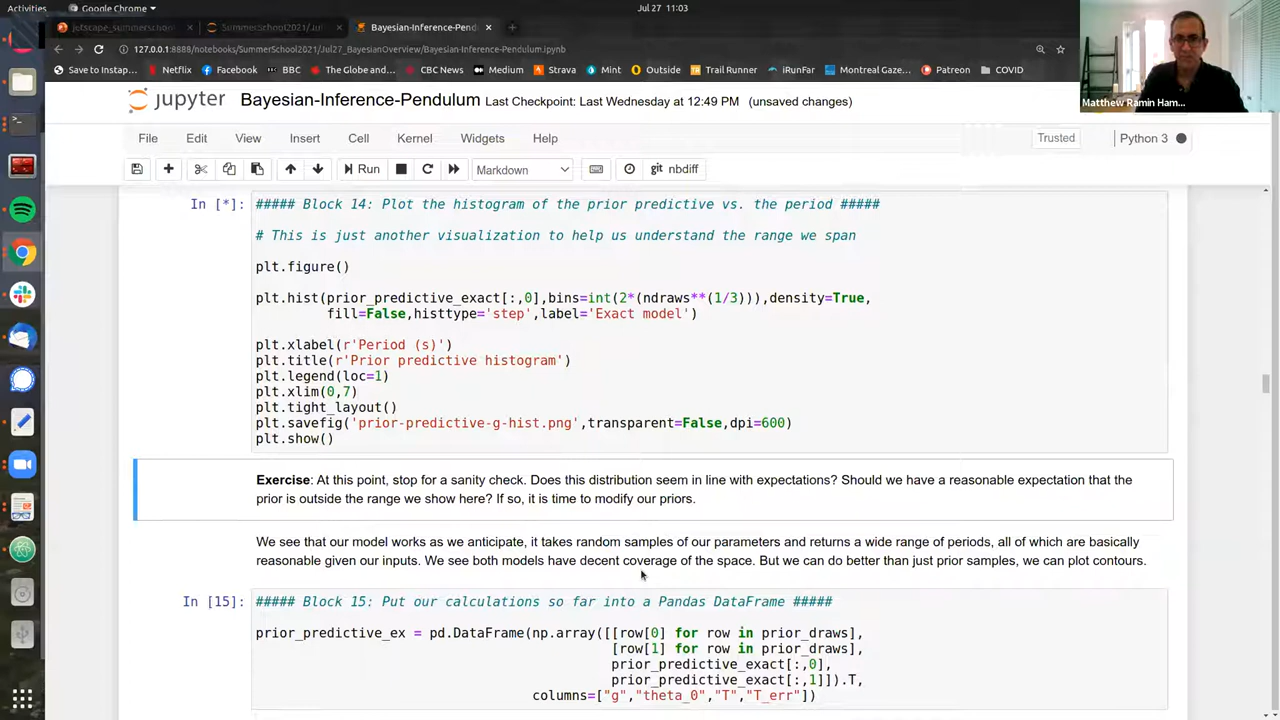 Activities
Google Chrome
Jul 27 11:03
jetscape_summerschool
SummerSchool2021/Jul
Bayesian-Inference-Pendul
127.0.0.1:8888/notebooks/SummerSchool2021/Jul27_BayesianOverview/Bayesian-Inference-Pendulum.ipynb
Save to Instap... Netflix Facebook BBC The Globe and... CBC News Medium Strava Mint Outside Trail Runner iRunFar Montreal Gaze... Patreon COVID
Matthew Ramin Ham...
jupyter Bayesian-Inference-Pendulum Last Checkpoint: Last Wednesday at 12:49 PM (unsaved changes)
File Edit View Insert Cell Kernel Widgets Help Trusted Python 3
Run Markdown git nbdiff
In [*]: ##### Block 14: Plot the histogram of the prior predictive vs. the period #####
# This is just another visualization to help us understand the range we span
plt.figure()
plt.hist(prior_predictive_exact[:,0],bins=int(2*(ndraws**(1/3))),density=True,
fill=False,histtype='step',label='Exact model')
plt.xlabel(r'Period (s)')
plt.title(r'Prior predictive histogram')
plt.legend(loc=1)
plt.xlim(0,7)
plt.tight_layout()
plt.savefig('prior-predictive-g-hist.png',transparent=False,dpi=600)
plt.show()
Exercise: At this point, stop for a sanity check. Does this distribution seem in line with expectations? Should we have a reasonable expectation that the
prior is outside the range we show here? If so, it is time to modify our priors.
We see that our model works as we anticipate, it takes random samples of our parameters and returns a wide range of periods, all of which are basically
reasonable given our inputs. We see both models have decent coverage of the space. But we can do better than just prior samples, we can plot contours.
In [15]: ##### Block 15: Put our calculations so far into a Pandas DataFrame #####
prior_predictive_ex = pd.DataFrame(np.array([[row[0] for row in prior_draws],
[row[1] for row in prior_draws],
prior_predictive_exact[:,0],
prior_predictive_exact[:,1]]).T,
columns=["g","theta_0","T","T_err"])